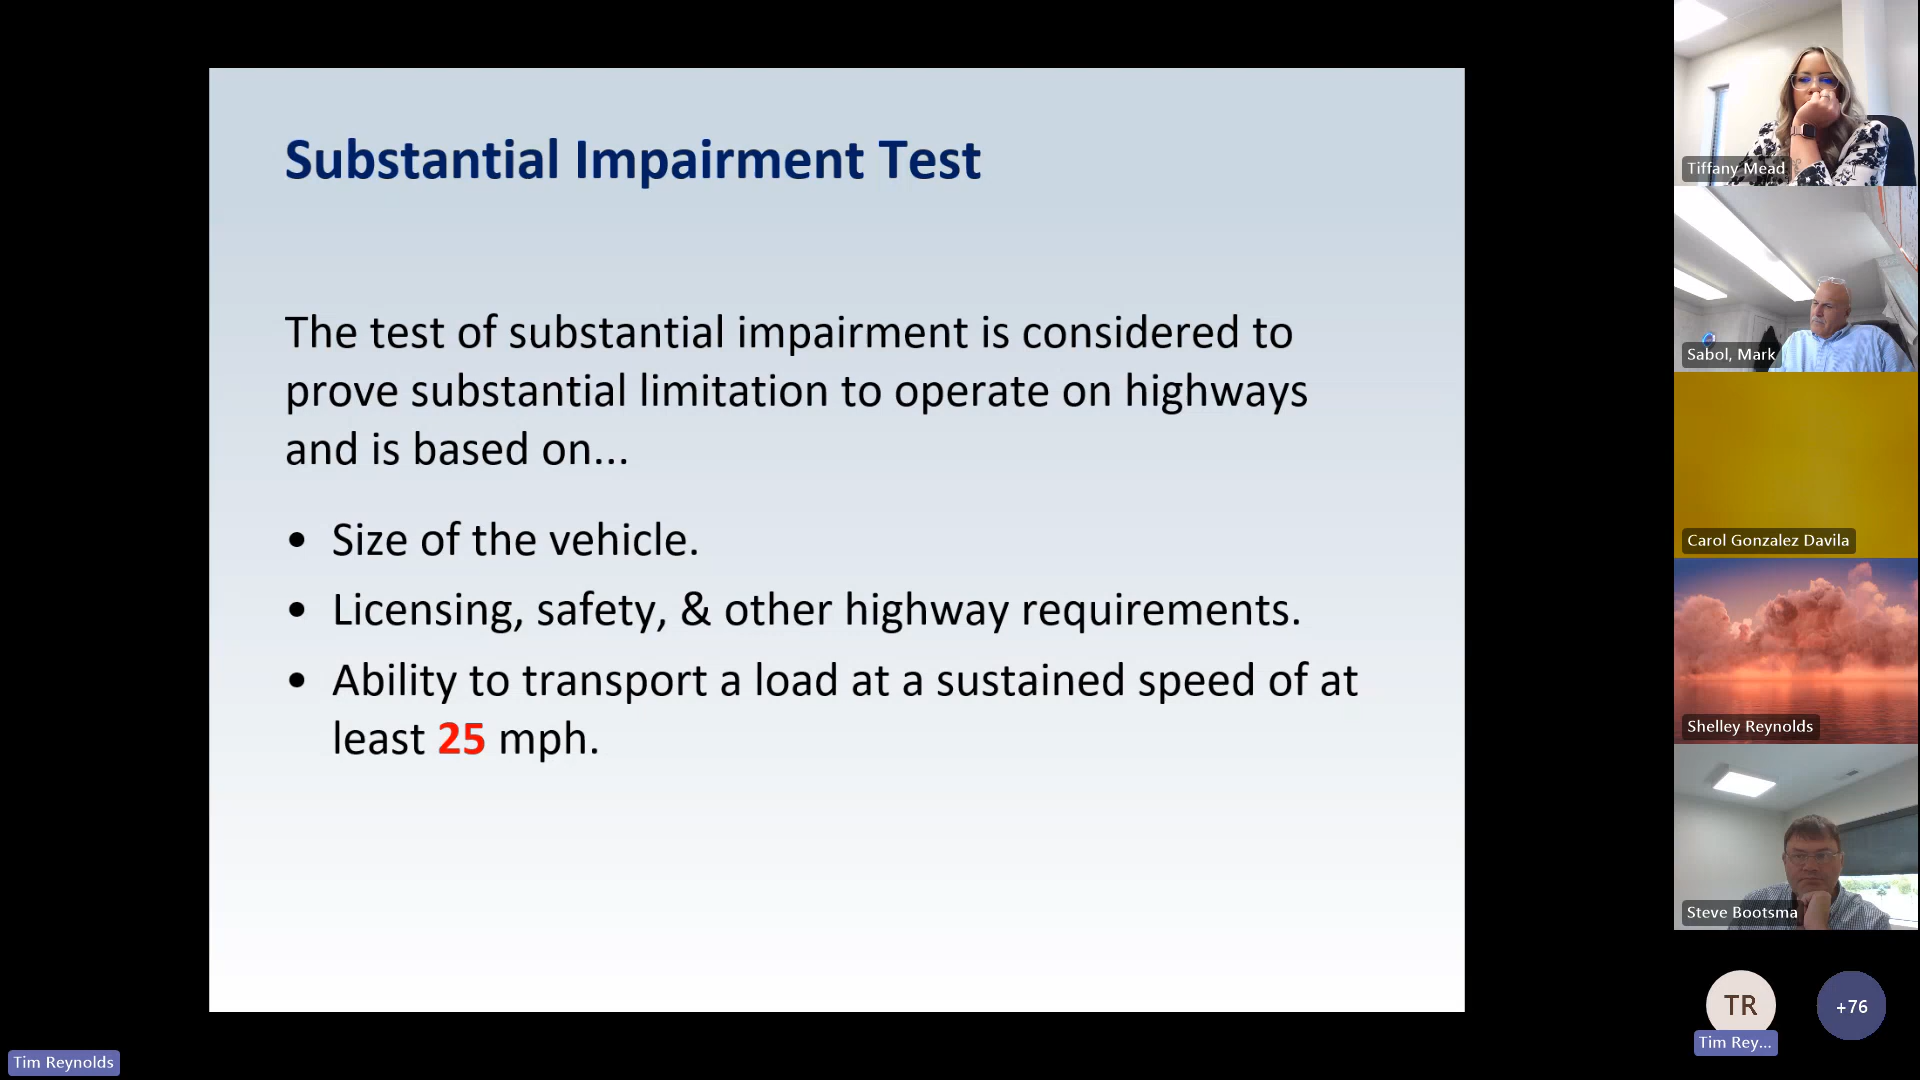 Substantial Impairment Test
The test of substantial impairment is considered to
prove substantial limitation to operate on highways
and is based on...
• Size of the vehicle.
• Licensing, safety, & other highway requirements.
• Ability to transport a load at a sustained speed of at
least 25 mph.
Tiffany Mead
Sabol, Mark
Carol Gonzalez Davila
Shelley Reynolds
Steve Bootsma
TR
+76
Tim Rey...
Tim Reynolds